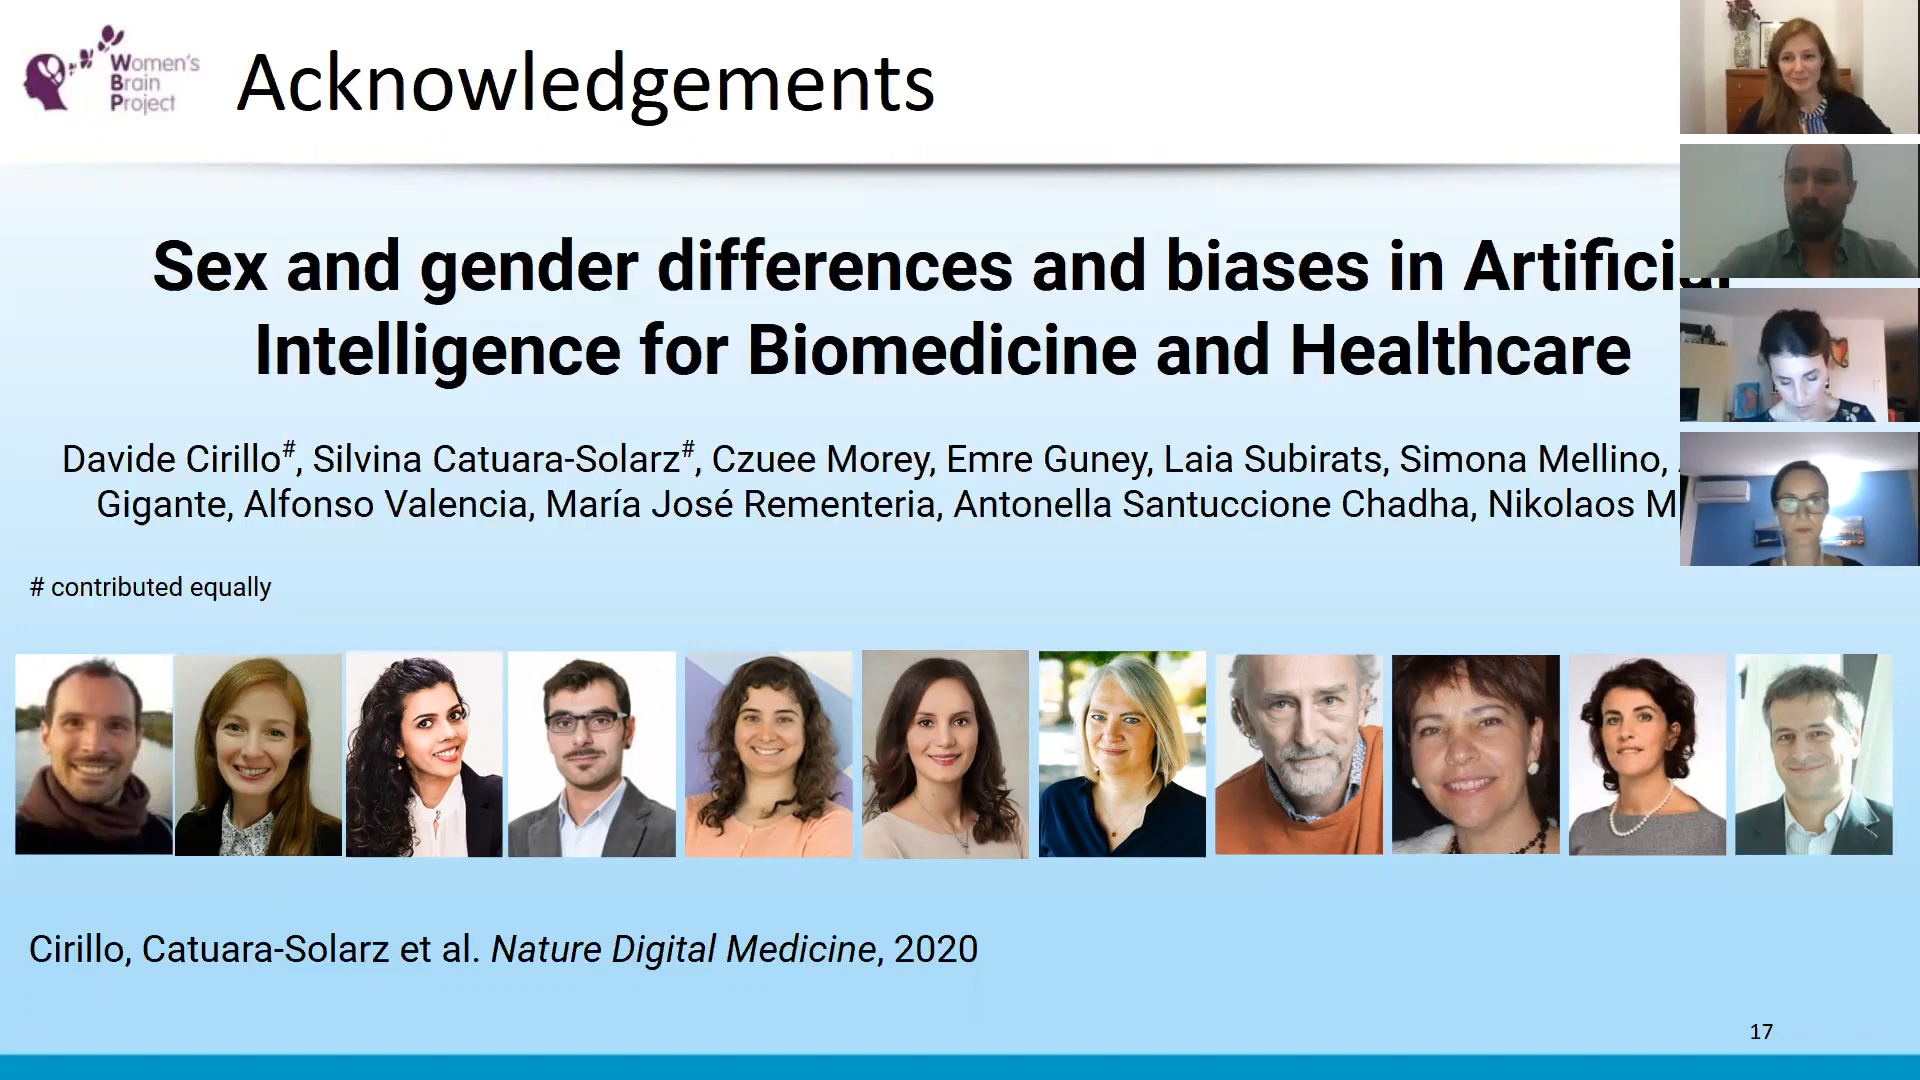 Women's
Brain
Project
Acknowledgements
Sex and gender differences and biases in Artificial
Intelligence for Biomedicine and Healthcare
Davide Cirillo#, Silvina Catuara-Solarz#, Czuee Morey, Emre Guney, Laia Subirats, Simona Mellino,
Gigante, Alfonso Valencia, María José Rementeria, Antonella Santuccione Chadha, Nikolaos
# contributed equally
Cirillo, Catuara-Solarz et al. Nature Digital Medicine, 2020
17